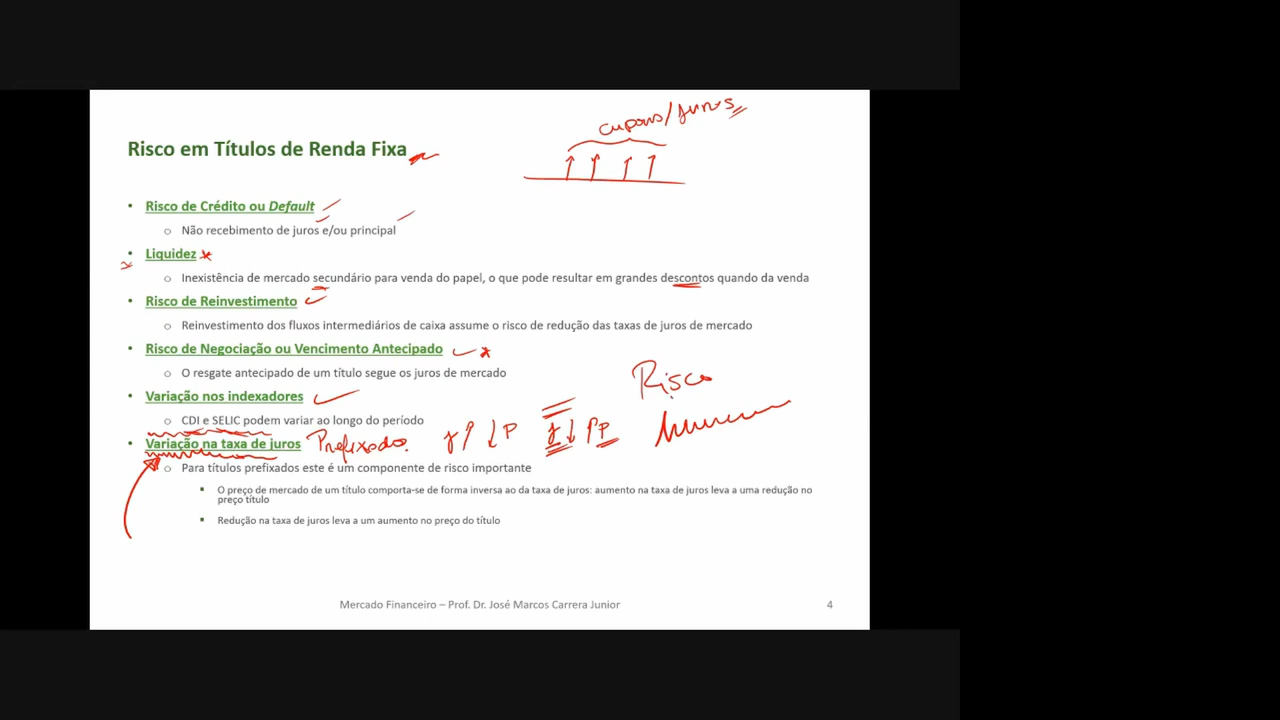 cupons/juros
Risco em Títulos de Renda Fixa
• Risco de Crédito ou Default
o Não recebimento de juros e/ou principal
• Liquidez
o Inexistência de mercado secundário para venda do papel, o que pode resultar em grandes descontos quando da venda
• Risco de Reinvestimento
o Reinvestimento dos fluxos intermediários de caixa assume o risco de redução das taxas de juros de mercado
• Risco de Negociação ou Vencimento Antecipado
o O resgate antecipado de um título segue os juros de mercado
Risco
• Variação nos indexadores
o CDI e SELIC podem variar ao longo do período
• Variação na taxa de juros Prefixado. J↑ ↓P J↓ ↑P
o Para títulos prefixados este é um componente de risco importante
▪ O preço de mercado de um título comporta-se de forma inversa ao da taxa de juros: aumento na taxa de juros leva a uma redução no
preço título
▪ Redução na taxa de juros leva a um aumento no preço do título
Mercado Financeiro – Prof. Dr. José Marcos Carrera Junior 4